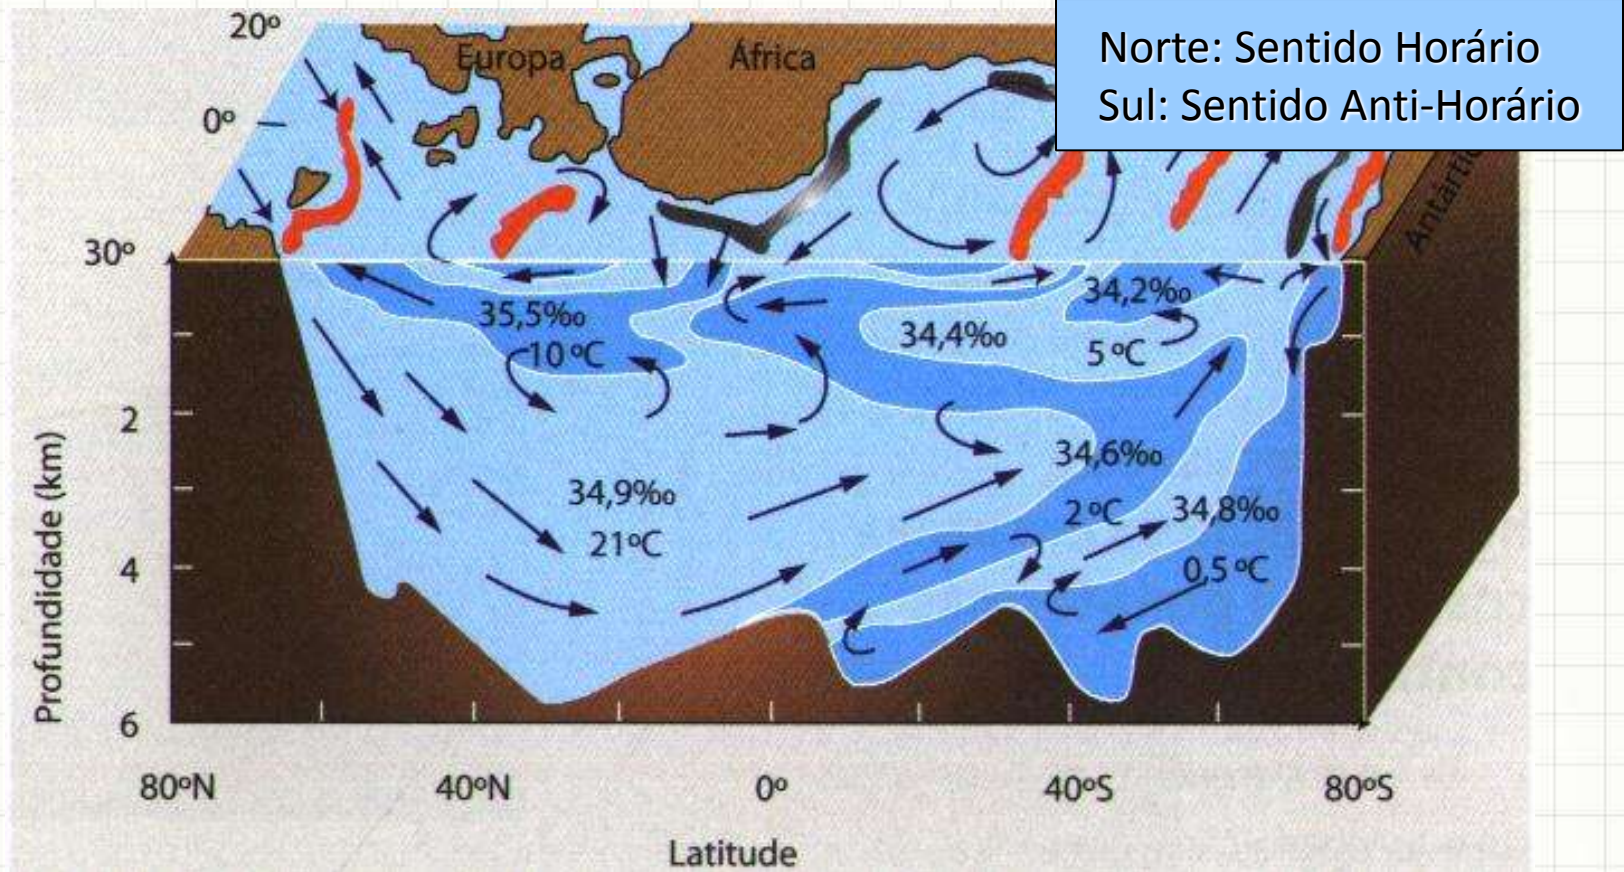 Norte: Sentido Horário
Sul: Sentido Anti-Horário
20º
Europa
África
0º
30º
35,5‰
10 ºC
34,2‰
34,4‰
5 ºC
2
34,9‰
21ºC
34,6‰
2 ºC
34,8‰
0,5 ºC
4
6
Profundidade (km)
80ºN
40ºN
0º
40ºS
80ºS
Latitude